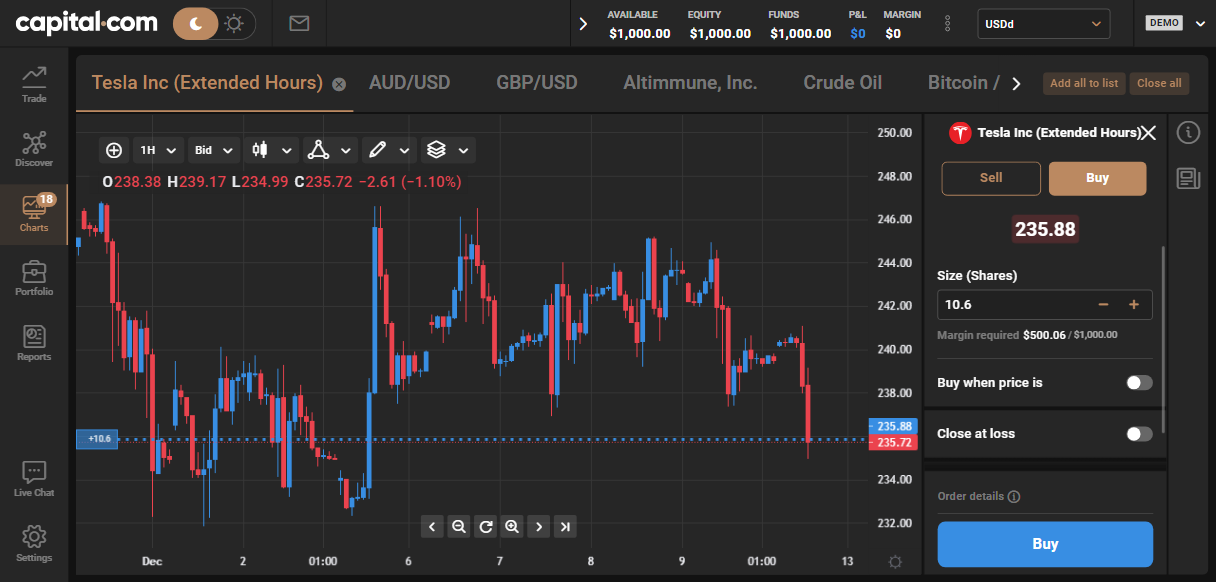 capital.com
AVAILABLE EQUITY FUNDS P&L MARGIN
$1,000.00 $1,000.00 $1,000.00 $0 $0
USDd
DEMO
Trade
Discover
18
Charts
Portfolio
Reports
Live Chat
Settings
Tesla Inc (Extended Hours) AUD/USD GBP/USD Altimmune, Inc. Crude Oil Bitcoin /
Add all to list Close all
1H Bid
O238.38 H239.17 L234.99 C235.72 −2.61 (−1.10%)
250.00
248.00
246.00
244.00
242.00
240.00
238.00
235.88
235.72
234.00
232.00
+10.6
Dec 2 01:00 6 7 8 9 01:00 13
Tesla Inc (Extended Hours)
Sell Buy
235.88
Size (Shares)
10.6
Margin required $500.06 / $1,000.00
Buy when price is
Close at loss
Order details
Buy